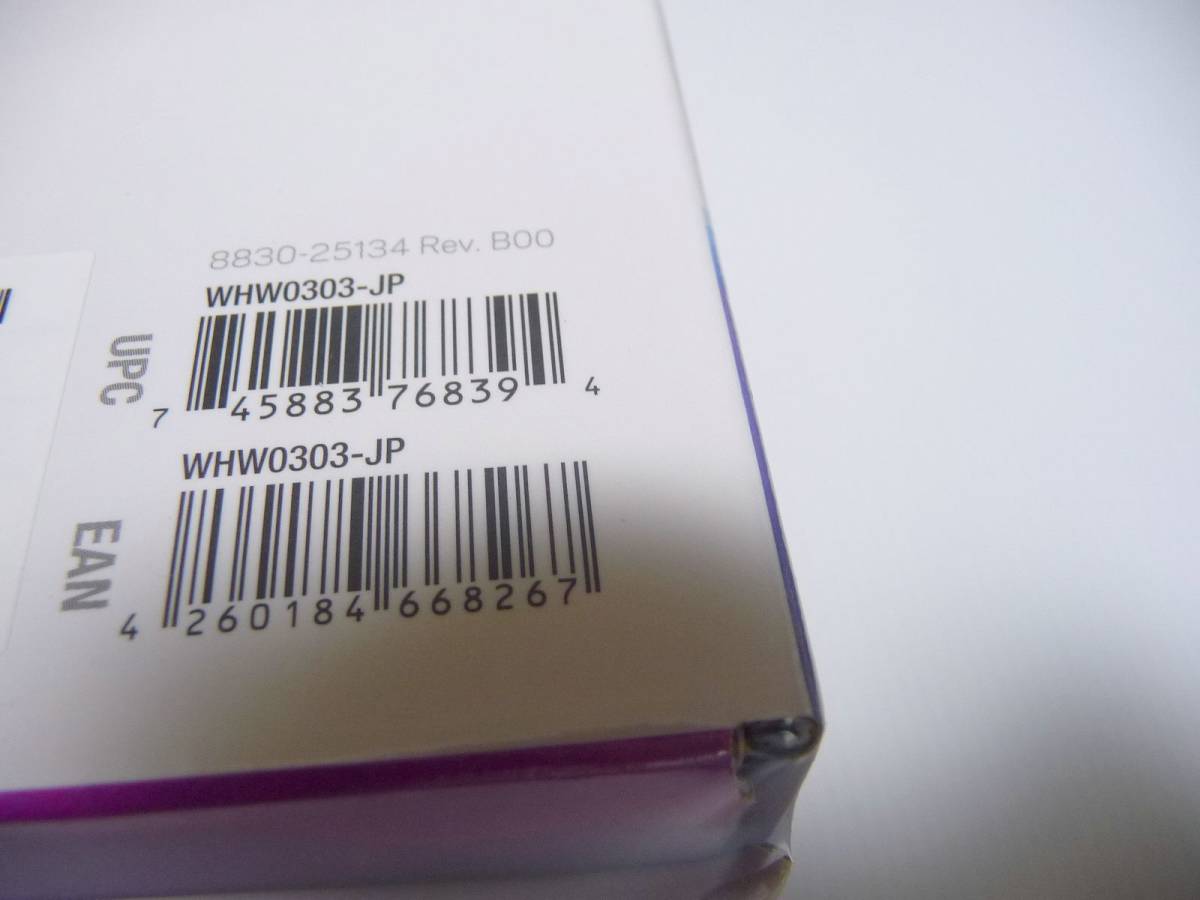 8830-25134 Rev. B00
WHW0303-JP
UPC
7 45883 76839 4
WHW0303-JP
EAN
4 260184 668267